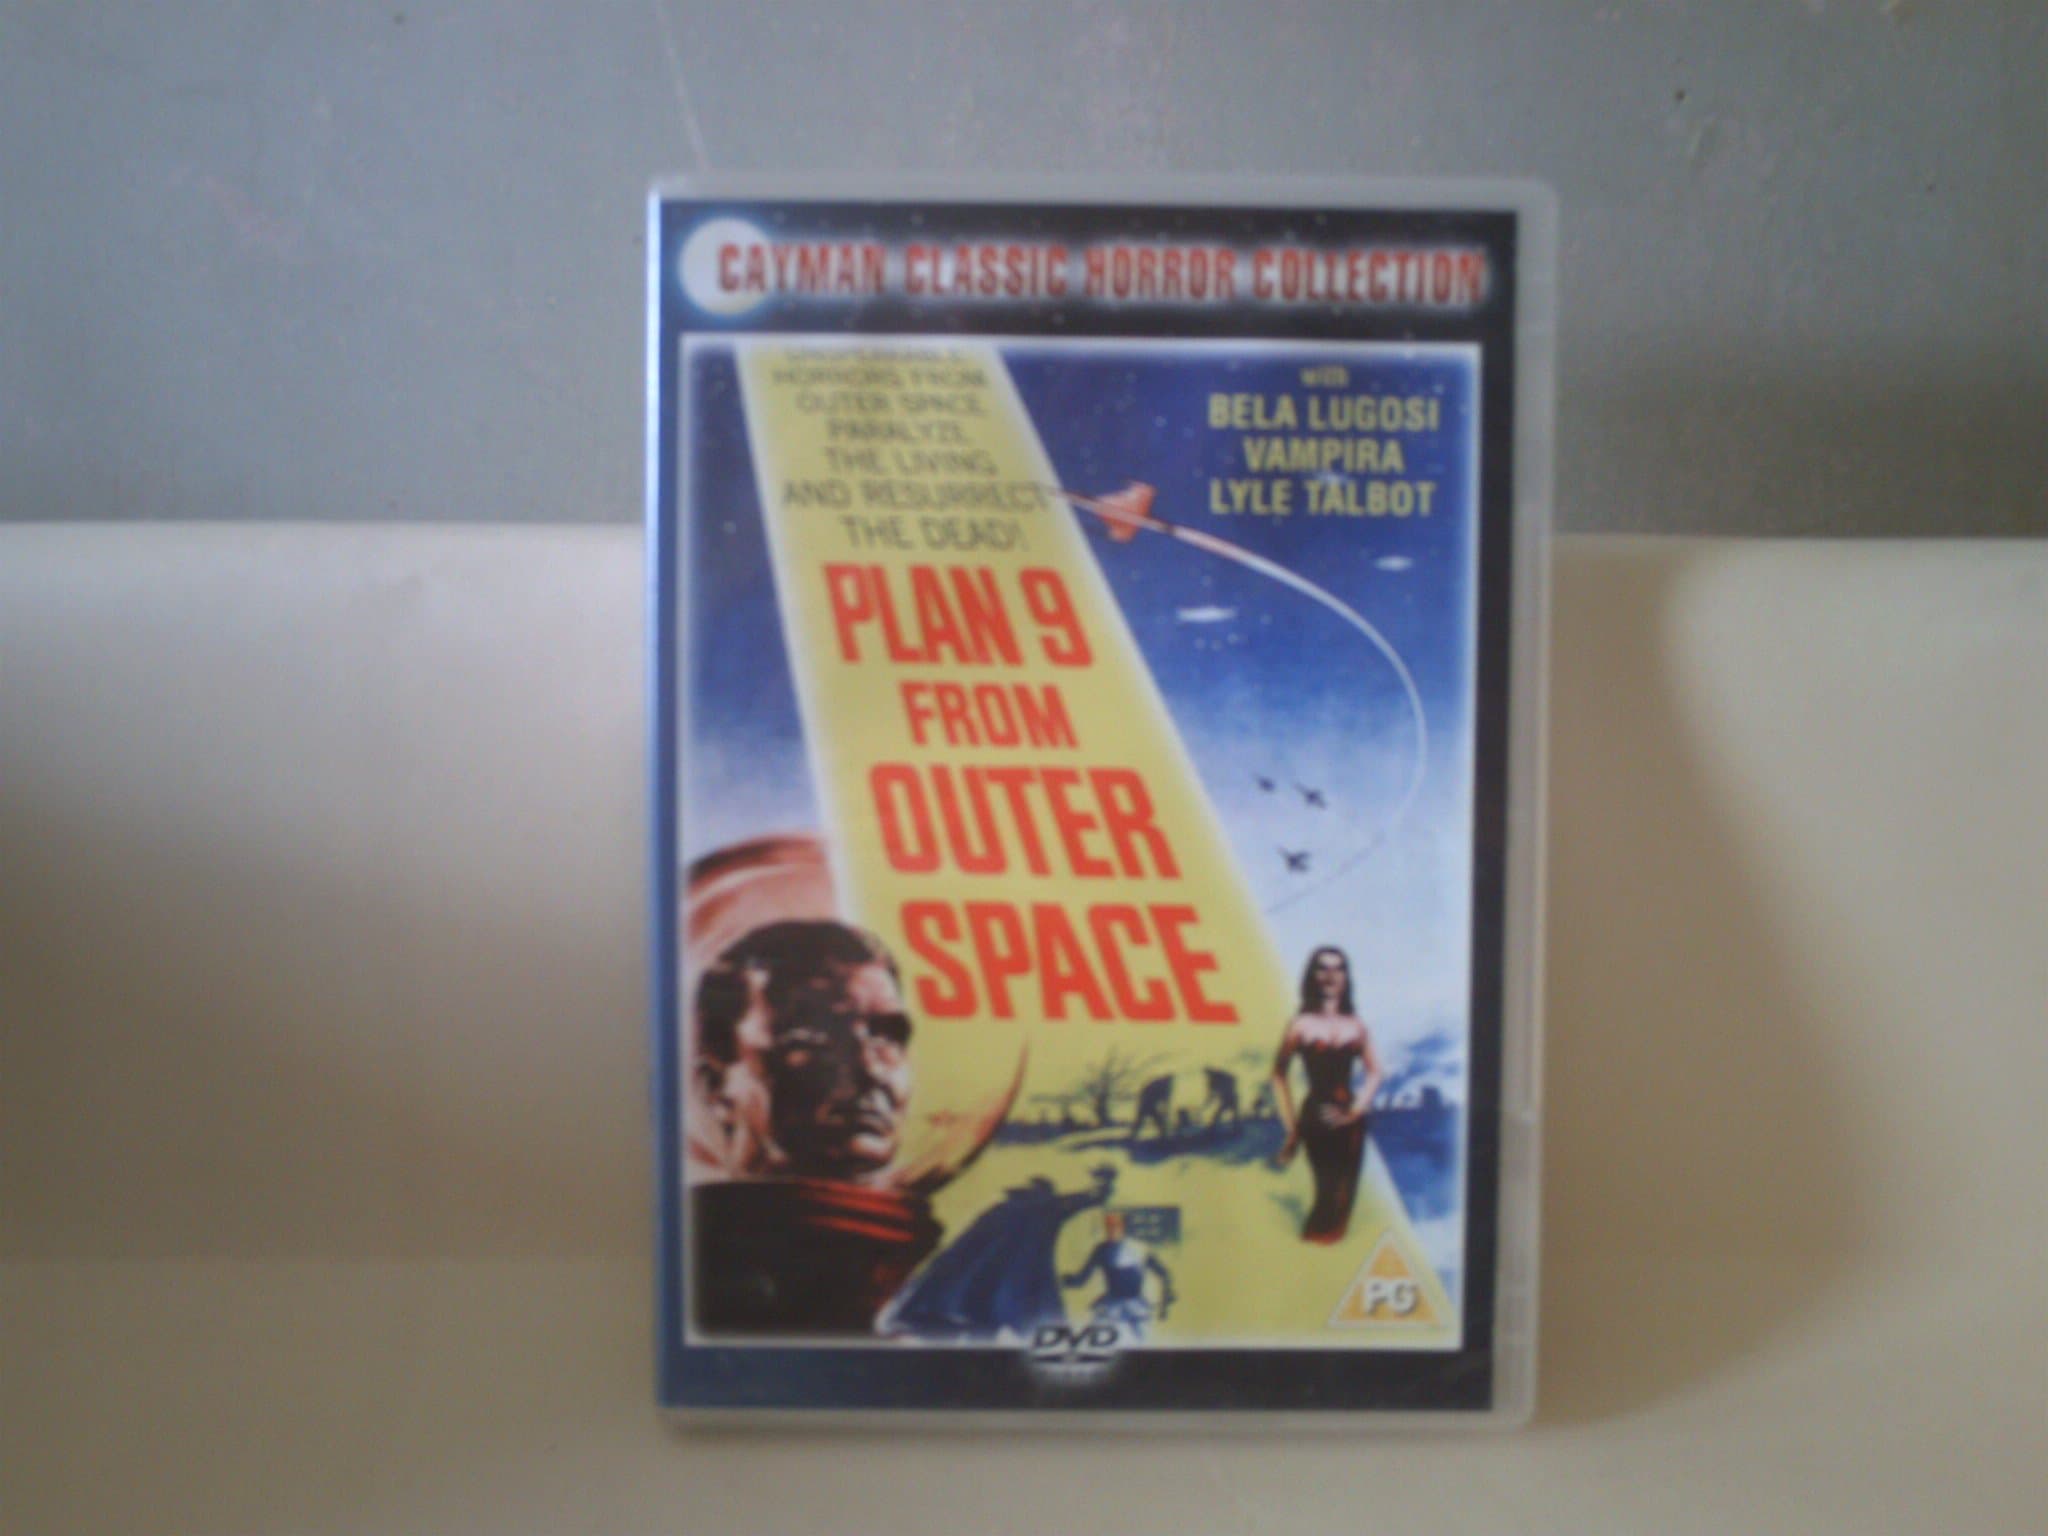 CAYMAN CLASSIC HORROR COLLECTION
HORRORS FROM
OUTER SPACE
PARALYZE
THE LIVING
AND RESURRECT
THE DEAD!
with
BELA LUGOSI
VAMPIRA
LYLE TALBOT
PLAN 9
FROM
OUTER
SPACE
PG
DVD